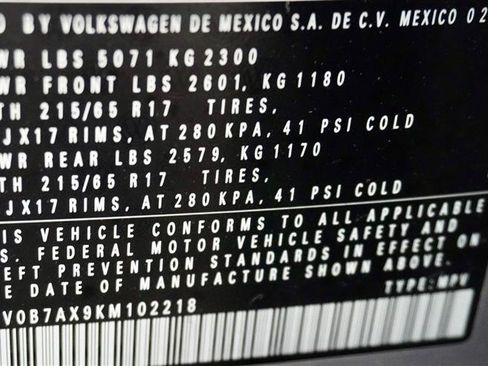 D BY VOLKSWAGEN DE MEXICO S.A. DE C.V. MEXICO 02
WR LBS 5071 KG 2300
WR FRONT LBS 2601, KG 1180
TH 215/65 R17 TIRES,
JX17 RIMS, AT 280 KPA, 41 PSI COLD
WR REAR LBS 2579, KG 1170
TH 215/65 R17 TIRES,
JX17 RIMS, AT 280 KPA, 41 PSI COLD
IS VEHICLE CONFORMS TO ALL APPLICABLE
S. FEDERAL MOTOR VEHICLE SAFETY AND
EFT PREVENTION STANDARDS IN EFFECT ON
E DATE OF MANUFACTURE SHOWN ABOVE.
V0B7AX9KM102218 TYPE: MPV